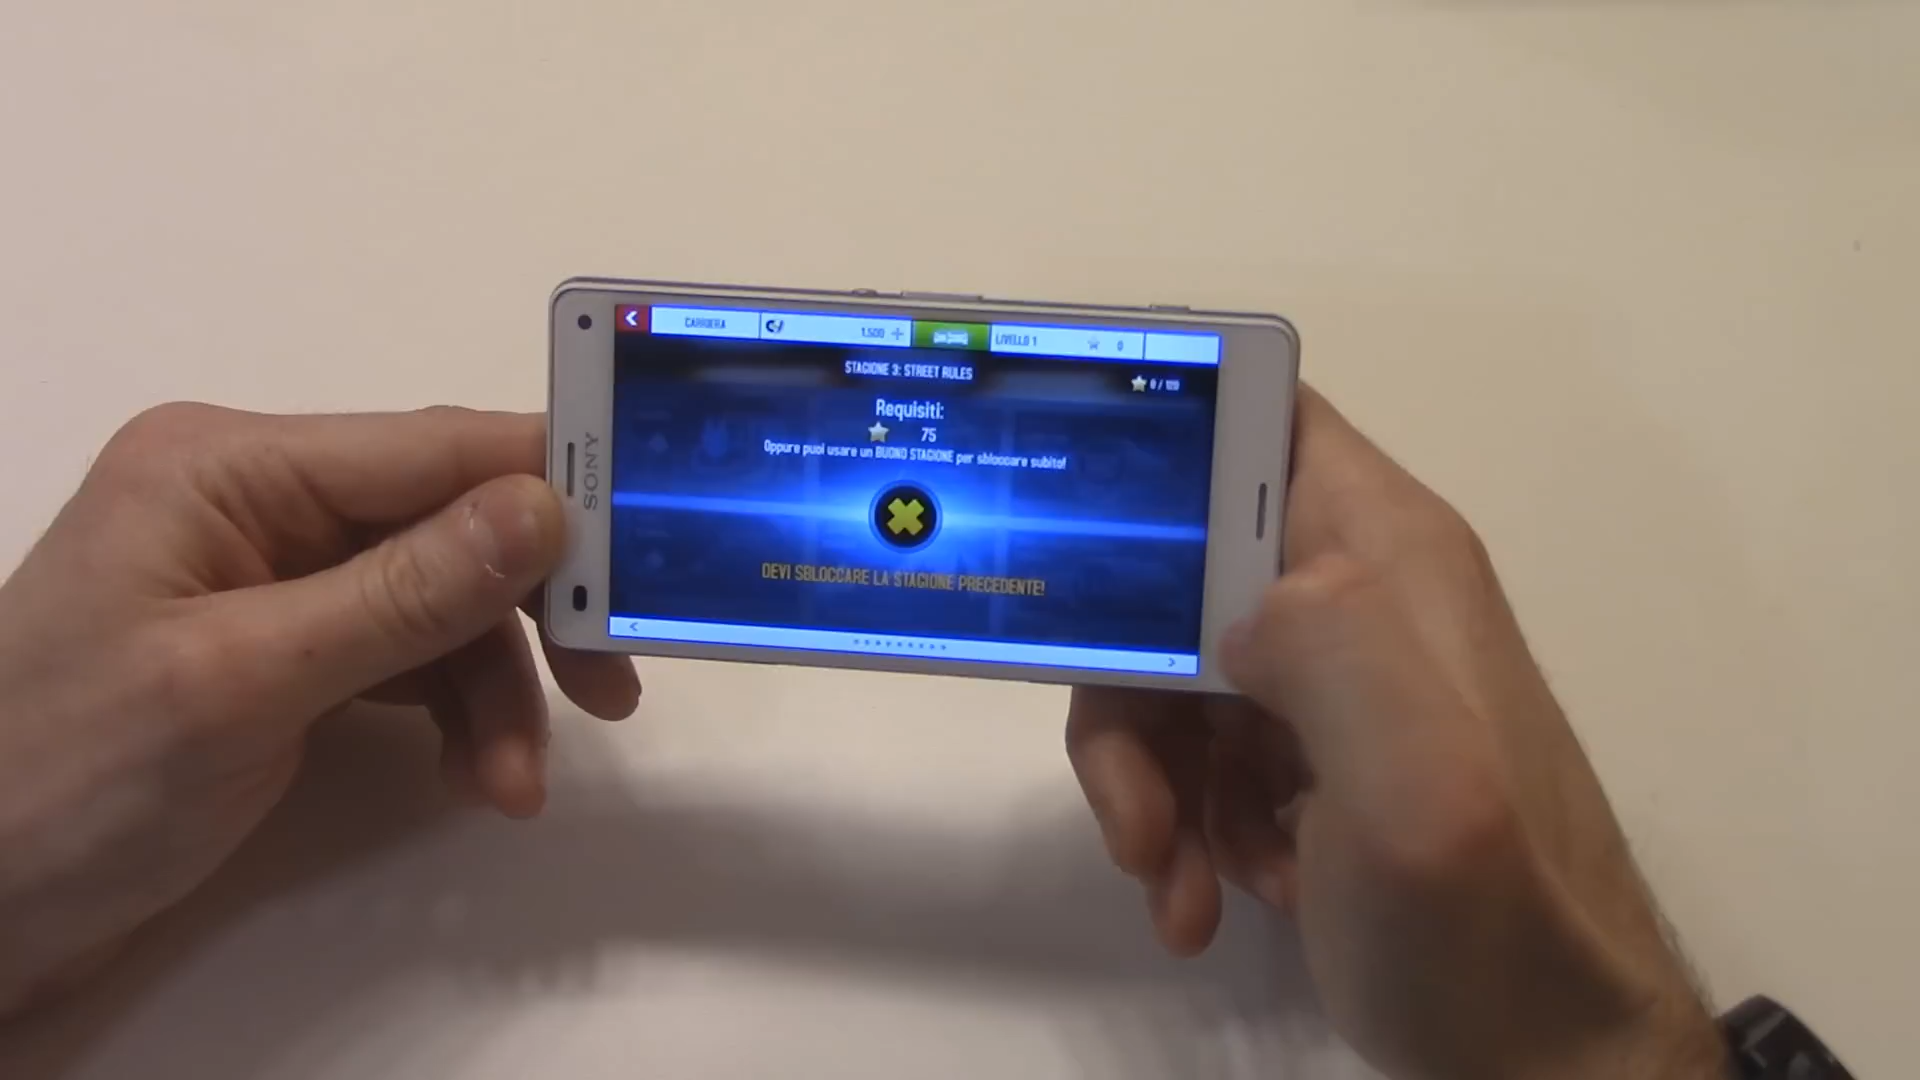 SONY
CARRIERA
1.500 +
LIVELLO 1
0
STAGIONE 3: STREET RULES
0 / 120
Requisiti:
75
Oppure puoi usare un BUONO STAGIONE per sbloccare subito!
DEVI SBLOCCARE LA STAGIONE PRECEDENTE!